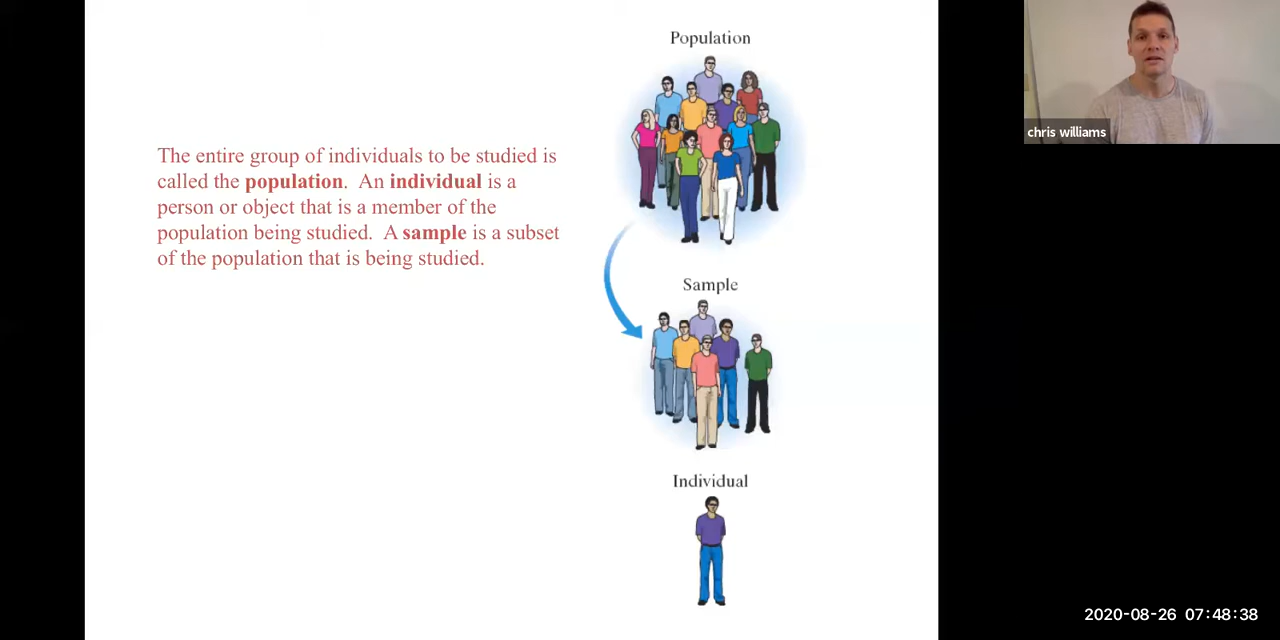 Population
chris williams
The entire group of individuals to be studied is
called the population. An individual is a
person or object that is a member of the
population being studied. A sample is a subset
of the population that is being studied.
Sample
Individual
2020-08-26 07:48:38